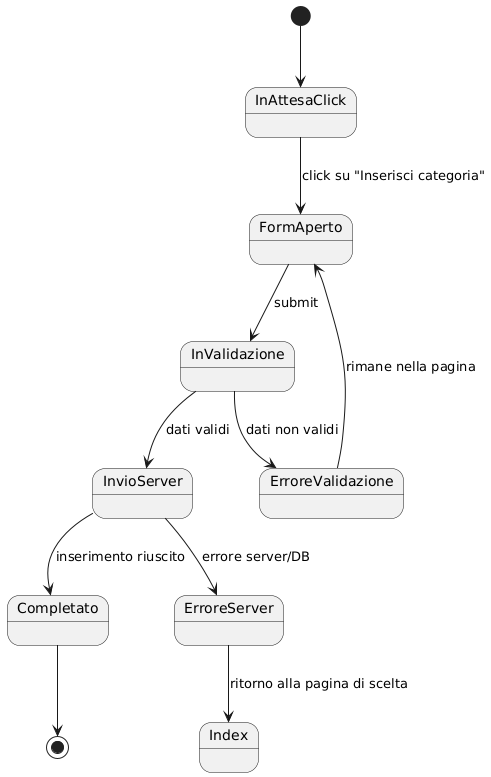 InAttesaClick
click su "Inserisci categoria"
FormAperto
submit
InValidazione
rimane nella pagina
dati validi
dati non validi
InvioServer
ErroreValidazione
inserimento riuscito
errore server/DB
Completato
ErroreServer
ritorno alla pagina di scelta
Index